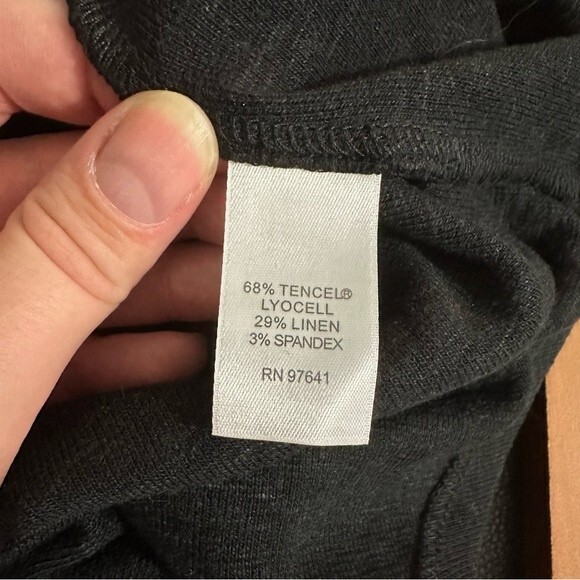 68% TENCEL®
LYOCELL
29% LINEN
3% SPANDEX
RN 97641